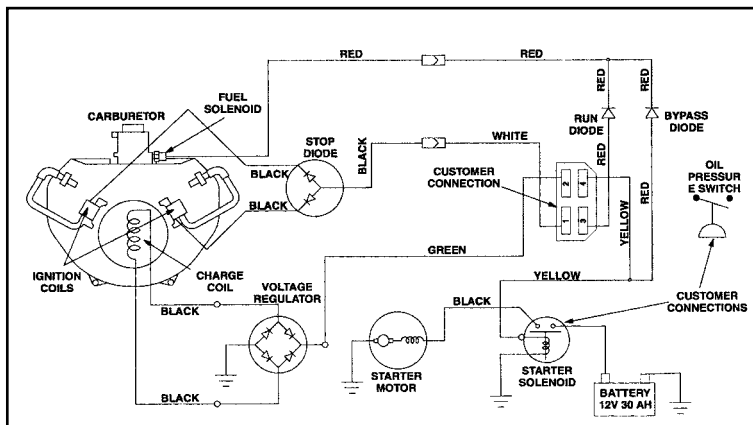 RED
RED
FUEL
SOLENOID
CARBURETOR
STOP
DIODE
BLACK
WHITE
RED
RED
RUN
DIODE
BYPASS
DIODE
BLACK
BLACK
CUSTOMER
CONNECTION
2
4
1
3
RED
RED
OIL
PRESSUR
E SWITCH
GREEN
YELLOW
IGNITION
COILS
CHARGE
COIL
VOLTAGE
REGULATOR
YELLOW
BLACK
BLACK
CUSTOMER
CONNECTIONS
BLACK
STARTER
MOTOR
STARTER
SOLENOID
BATTERY
12V 30 AH